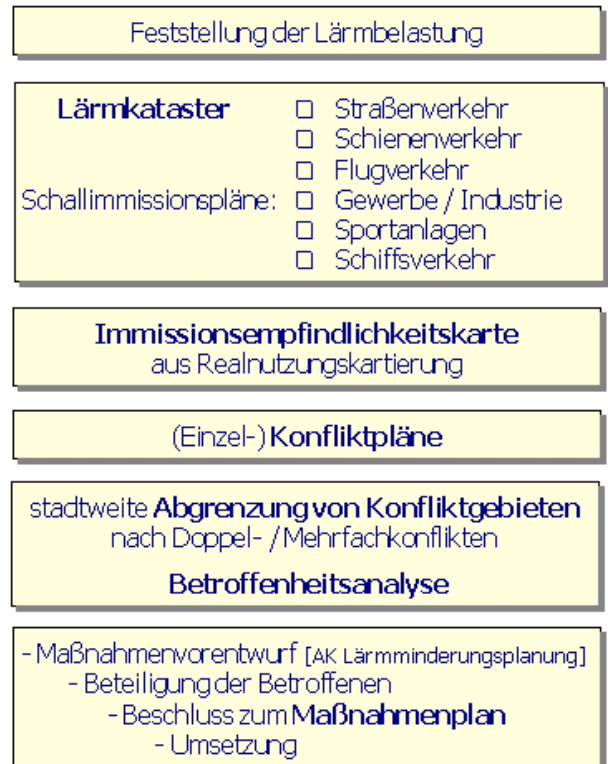 Feststellung der Lärmbelastung
Lärmkataster □ Straßenverkehr
□ Schienenverkehr
□ Flugverkehr
Schallimmissionspläne: □ Gewerbe / Industrie
□ Sportanlagen
□ Schiffsverkehr
Immissionsempfindlichkeitskarte
aus Realnutzungskartierung
(Einzel-) Konfliktpläne
stadtweite Abgrenzung von Konfliktgebieten
nach Doppel- / Mehrfachkonflikten
Betroffenheitsanalyse
- Maßnahmenvorentwurf [AK Lärmminderungsplanung]
- Beteiligung der Betroffenen
- Beschluss zum Maßnahmenplan
- Umsetzung